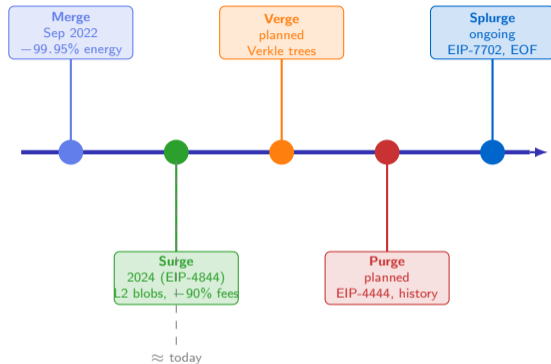 Merge
Sep 2022
−99.95% energy
Verge
planned
Verkle trees
Splurge
ongoing
EIP-7702, EOF
Surge
2024 (EIP-4844)
L2 blobs, −90% fees
Purge
planned
EIP-4444, history
≈ today